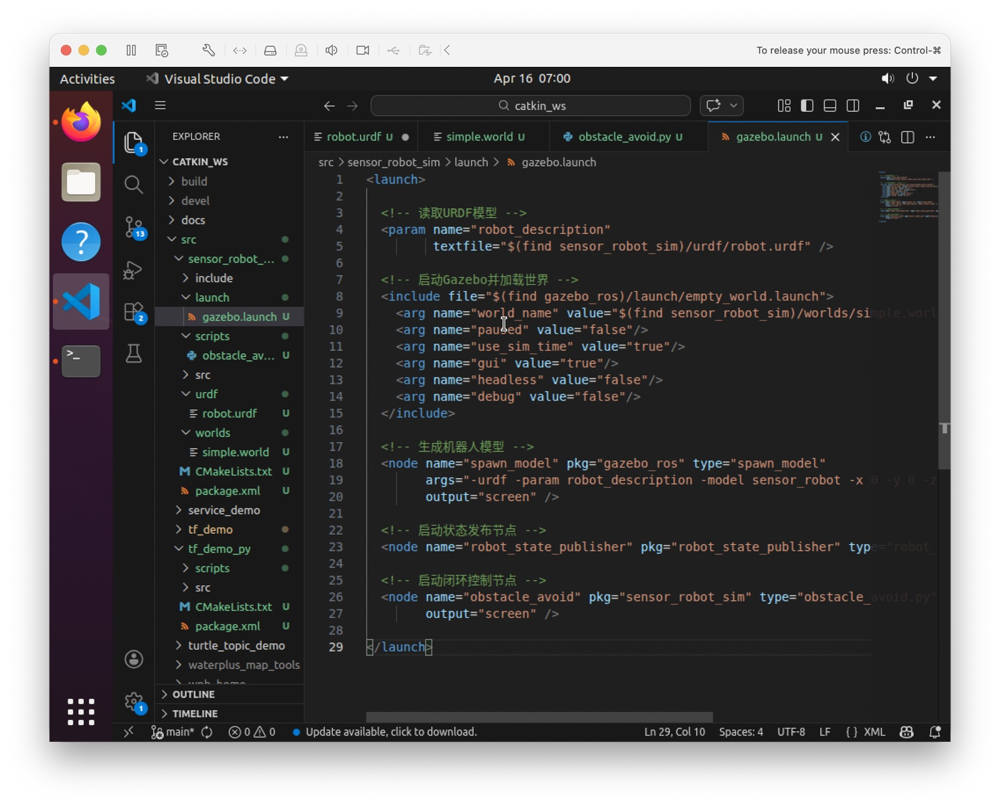 To release your mouse press: Control-⌘
Activities
Visual Studio Code
Apr 16 07:00
catkin_ws
EXPLORER
robot.urdf U
simple.world U
obstacle_avoid.py U
gazebo.launch U
CATKIN_WS
src > sensor_robot_sim > launch > gazebo.launch
build
devel
docs
src
sensor_robot_...
include
launch
gazebo.launch U
scripts
obstacle_av... U
src
urdf
robot.urdf U
worlds
simple.world U
CMakeLists.txt U
package.xml U
service_demo
tf_demo
tf_demo_py
scripts
src
CMakeLists.txt U
package.xml U
turtle_topic_demo
waterplus_map_tools
OUTLINE
TIMELINE
1
13
2
1
1 <launch>
2
3 <!-- 读取URDF模型 -->
4 <param name="robot_description"
5 textfile="$(find sensor_robot_sim)/urdf/robot.urdf" />
6
7 <!-- 启动Gazebo并加载世界 -->
8 <include file="$(find gazebo_ros)/launch/empty_world.launch">
9 <arg name="world_name" value="$(find sensor_robot_sim)/worlds/simple.worl
10 <arg name="paused" value="false"/>
11 <arg name="use_sim_time" value="true"/>
12 <arg name="gui" value="true"/>
13 <arg name="headless" value="false"/>
14 <arg name="debug" value="false"/>
15 </include>
16
17 <!-- 生成机器人模型 -->
18 <node name="spawn_model" pkg="gazebo_ros" type="spawn_model"
19 args="-urdf -param robot_description -model sensor_robot -x 0 -y 0 -z
20 output="screen" />
21
22 <!-- 启动状态发布节点 -->
23 <node name="robot_state_publisher" pkg="robot_state_publisher" type="robot_
24
25 <!-- 启动闭环控制节点 -->
26 <node name="obstacle_avoid" pkg="sensor_robot_sim" type="obstacle_avoid.py"
27 output="screen" />
28
29 </launch>
main* 0 0 Update available, click to download. Ln 29, Col 10 Spaces: 4 UTF-8 LF { } XML